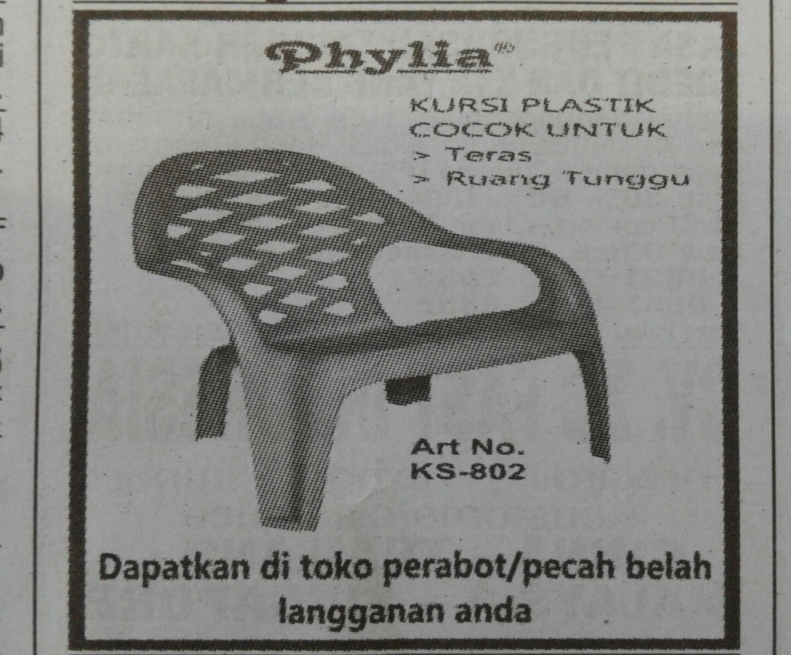 Phylia
KURSI PLASTIK
COCOK UNTUK
> Teras
> Ruang Tunggu
Art No.
KS-802
Dapatkan di toko perabot/pecah belah
langganan anda